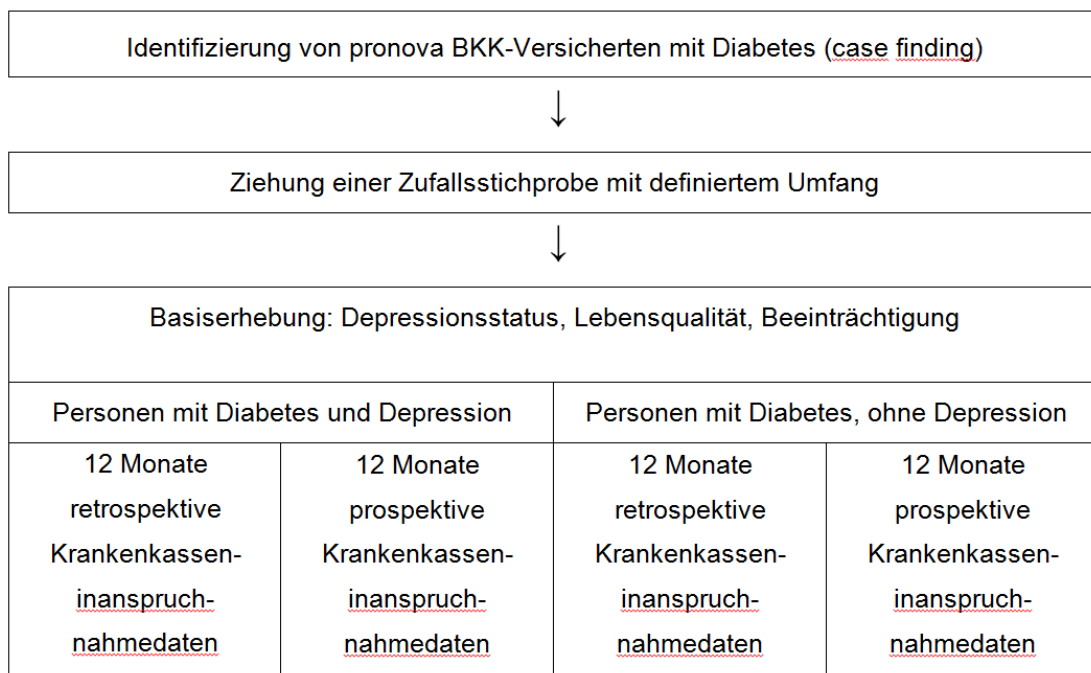 Identifizierung von pronova BKK-Versicherten mit Diabetes (case finding)
↓
Ziehung einer Zufallsstichprobe mit definiertem Umfang
↓
Basiserhebung: Depressionsstatus, Lebensqualität, Beeinträchtigung
Personen mit Diabetes und Depression
Personen mit Diabetes, ohne Depression
12 Monate
retrospektive
Krankenkassen-
inanspruch-
nahmedaten
12 Monate
prospektive
Krankenkassen-
inanspruch-
nahmedaten
12 Monate
retrospektive
Krankenkassen-
inanspruch-
nahmedaten
12 Monate
prospektive
Krankenkassen-
inanspruch-
nahmedaten